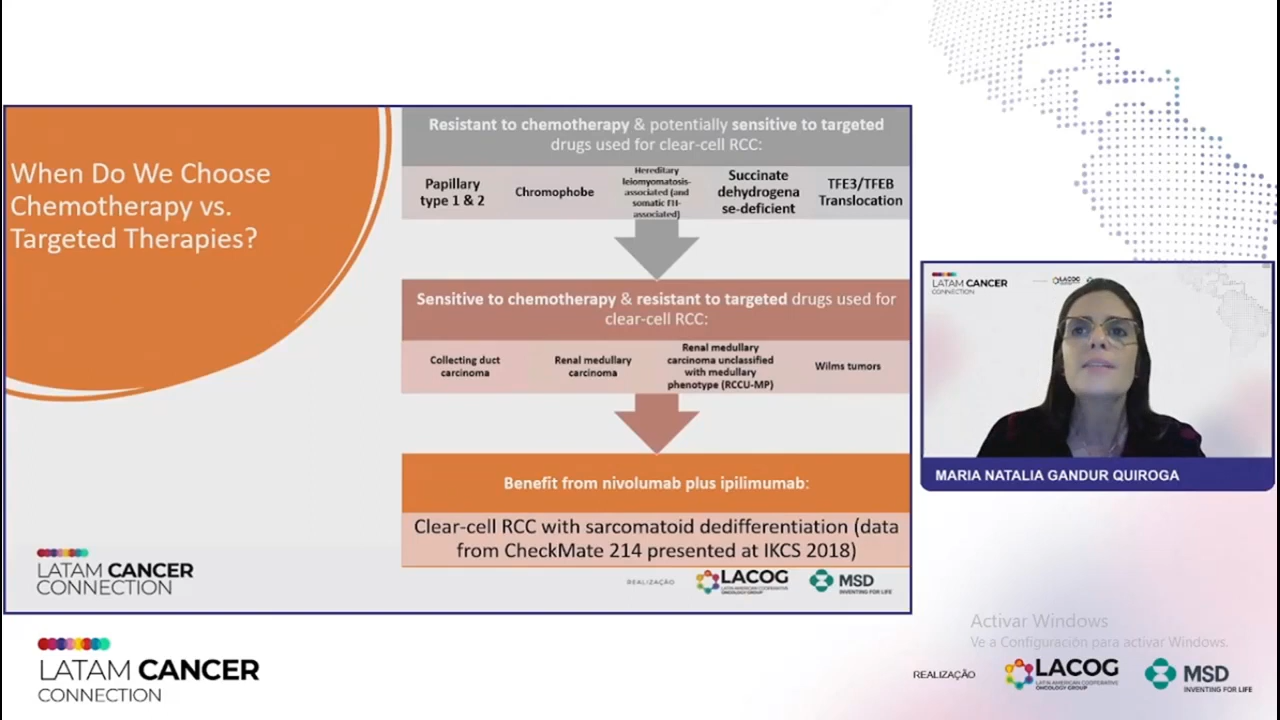 When Do We Choose
Chemotherapy vs.
Targeted Therapies?
Resistant to chemotherapy & potentially sensitive to targeted
drugs used for clear-cell RCC:
Papillary
type 1 & 2
Chromophobe
Hereditary
leiomyomatosis-
associated (and
somatic FH-
associated)
Succinate
dehydrogena
se-deficient
TFE3/TFEB
Translocation
Sensitive to chemotherapy & resistant to targeted drugs used for
clear-cell RCC:
Collecting duct
carcinoma
Renal medullary
carcinoma
Renal medullary
carcinoma unclassified
with medullary
phenotype (RCCU-MP)
Wilms tumors
Benefit from nivolumab plus ipilimumab:
Clear-cell RCC with sarcomatoid dedifferentiation (data
from CheckMate 214 presented at IKCS 2018)
LATAM CANCER
CONNECTION
REALIZAÇÃO
LACOG
LATIN AMERICAN COOPERATIVE
ONCOLOGY GROUP
MSD
INVENTING FOR LIFE
LATAM CANCER
CONNECTION
LACOG
MARIA NATALIA GANDUR QUIROGA
Activar Windows
Ve a Configuración para activar Windows.
LATAM CANCER
CONNECTION
REALIZAÇÃO
LACOG
LATIN AMERICAN COOPERATIVE
ONCOLOGY GROUP
MSD
INVENTING FOR LIFE